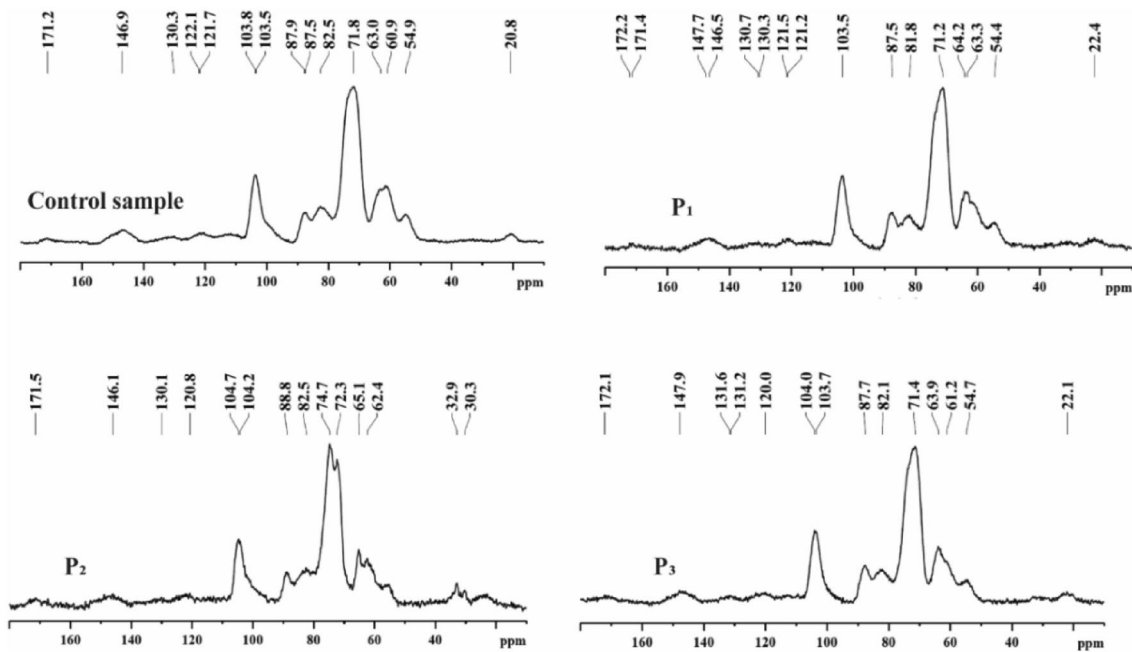 171.2 146.9 130.3 122.1 121.7 103.8 103.5 87.9 87.5 82.5 71.8 63.0 60.9 54.9 20.8
Control sample
160 140 120 100 80 60 40 ppm
172.2 171.4 147.7 146.5 130.7 130.3 121.5 121.2 103.5 87.5 81.8 71.2 64.2 63.3 54.4 22.4
P1
160 140 120 100 80 60 40 ppm
171.5 146.1 130.1 120.8 104.7 104.2 88.8 82.5 74.7 72.3 65.1 62.4 32.9 30.3
P2
160 140 120 100 80 60 40 ppm
172.1 147.9 131.6 131.2 120.0 104.0 103.7 87.7 82.1 71.4 63.9 61.2 54.7 22.1
P3
160 140 120 100 80 60 40 ppm